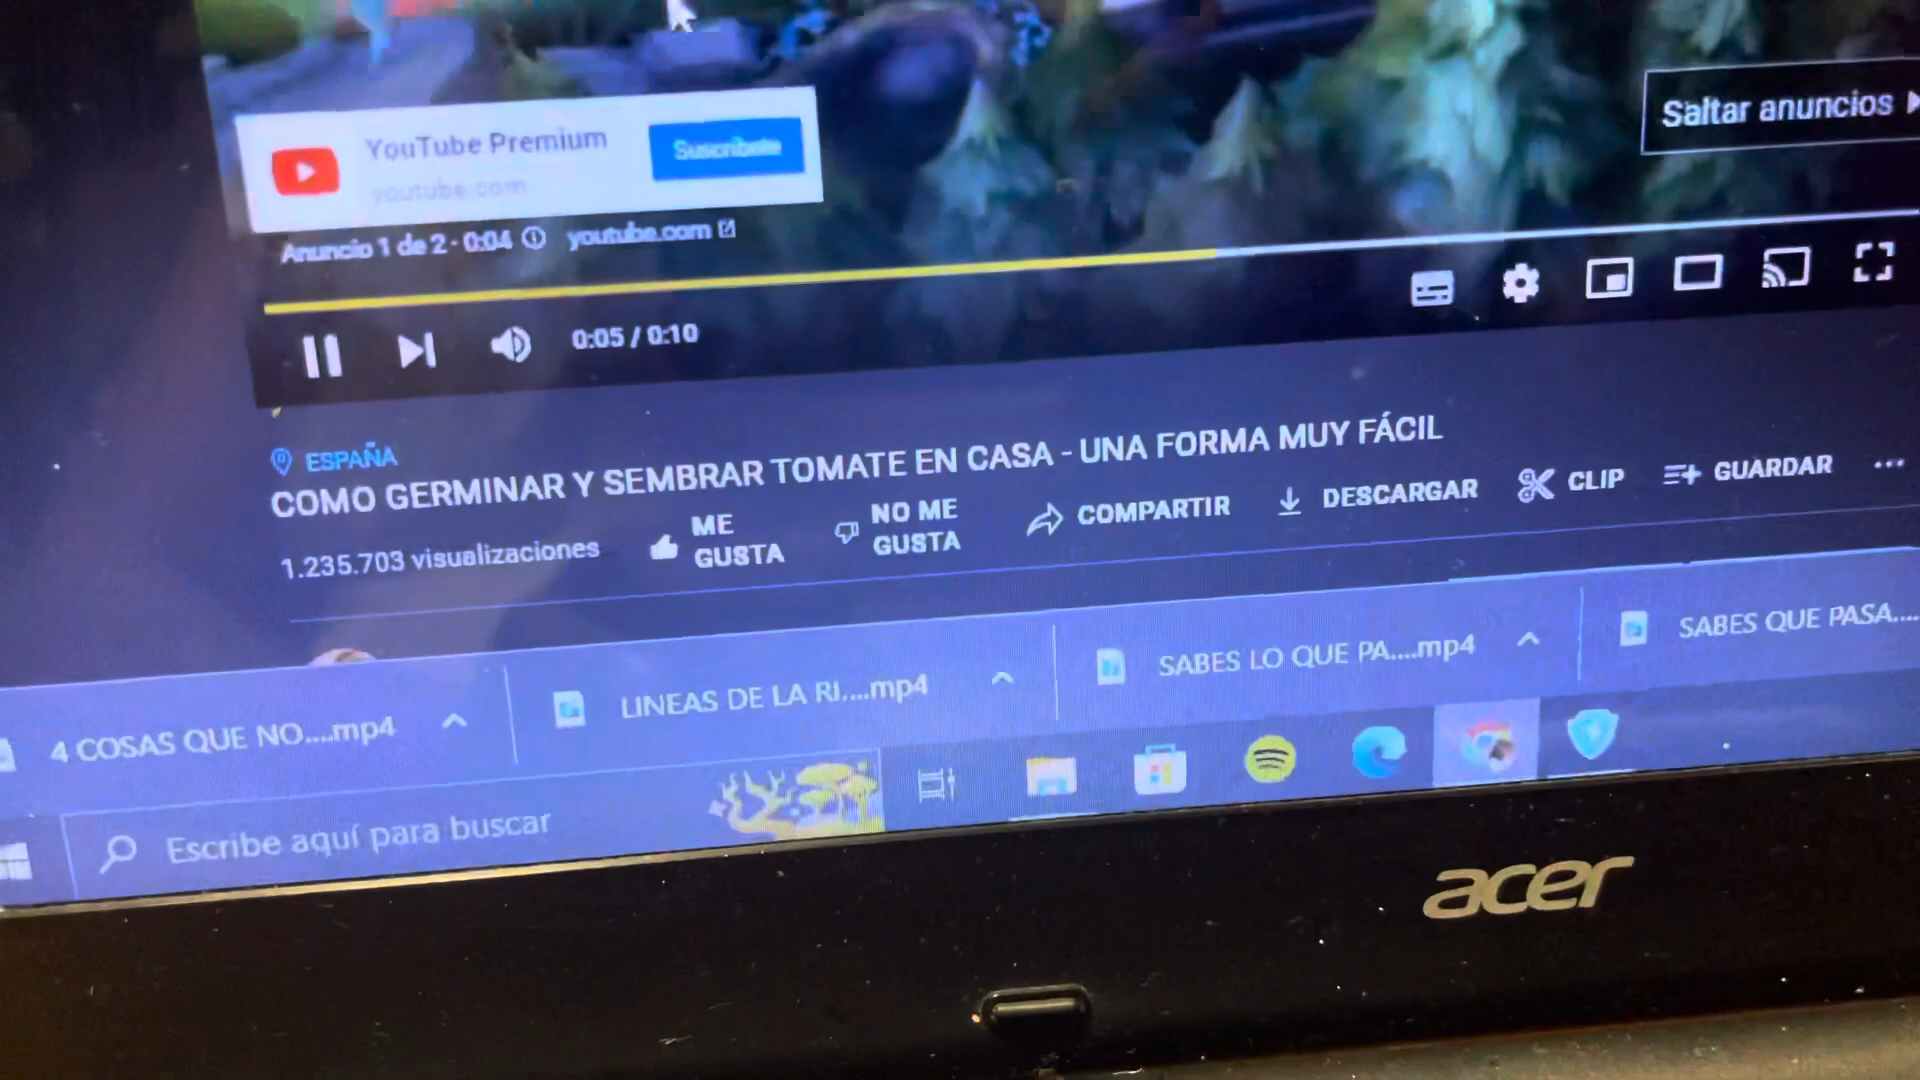 Saltar anuncios
YouTube Premium
Suscríbete
youtube.com
Anuncio 1 de 2 · 0:04 youtube.com
0:05 / 0:10
ESPAÑA
COMO GERMINAR Y SEMBRAR TOMATE EN CASA - UNA FORMA MUY FÁCIL
1.235.703 visualizaciones
ME GUSTA
NO ME GUSTA
COMPARTIR
DESCARGAR
CLIP
GUARDAR
4 COSAS QUE NO....mp4
LINEAS DE LA RI....mp4
SABES LO QUE PA....mp4
SABES QUE PASA....
Escribe aquí para buscar
acer